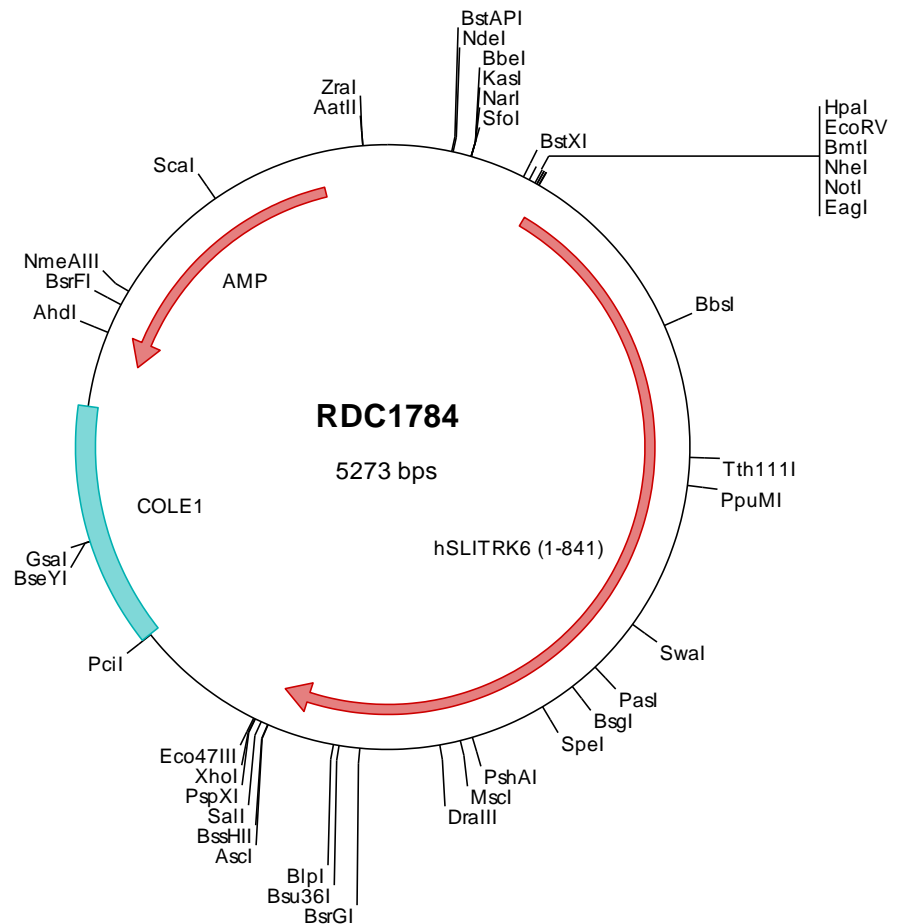 BstAPI
NdeI
BbeI
KasI
NarI
SfoI
ZraI
AatII
BstXI
HpaI
EcoRV
BmtI
NheI
NotI
EagI
ScaI
NmeAIII
BsrFI
AhdI
AMP
BbsI
RDC1784
5273 bps
Tth111I
PpuMI
COLE1
hSLITRK6 (1-841)
GsaI
BseYI
PciI
SwaI
PasI
BsgI
SpeI
PshAI
MscI
DraIII
Eco47III
XhoI
PspXI
SalI
BssHII
AscI
BlpI
Bsu36I
BsrGI